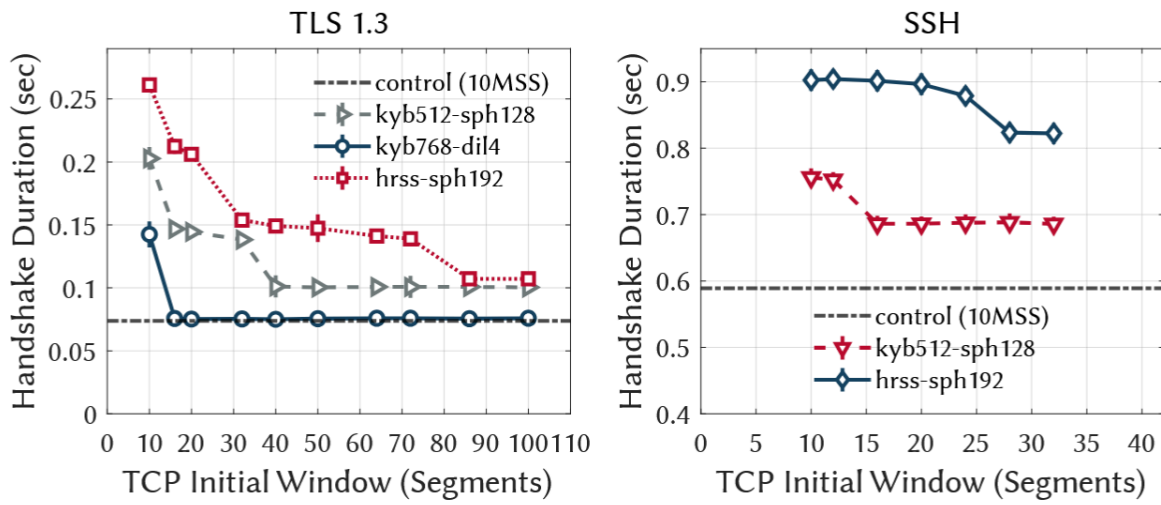 TLS 1.3
Handshake Duration (sec)
0.25
0.2
0.15
0.1
0.05
0
control (10MSS)
kyb512-sph128
kyb768-dil4
hrss-sph192
0 10 20 30 40 50 60 70 80 90 100 110
TCP Initial Window (Segments)
SSH
Handshake Duration (sec)
0.9
0.8
0.7
0.6
0.5
0.4
control (10MSS)
kyb512-sph128
hrss-sph192
0 5 10 15 20 25 30 35 40
TCP Initial Window (Segments)